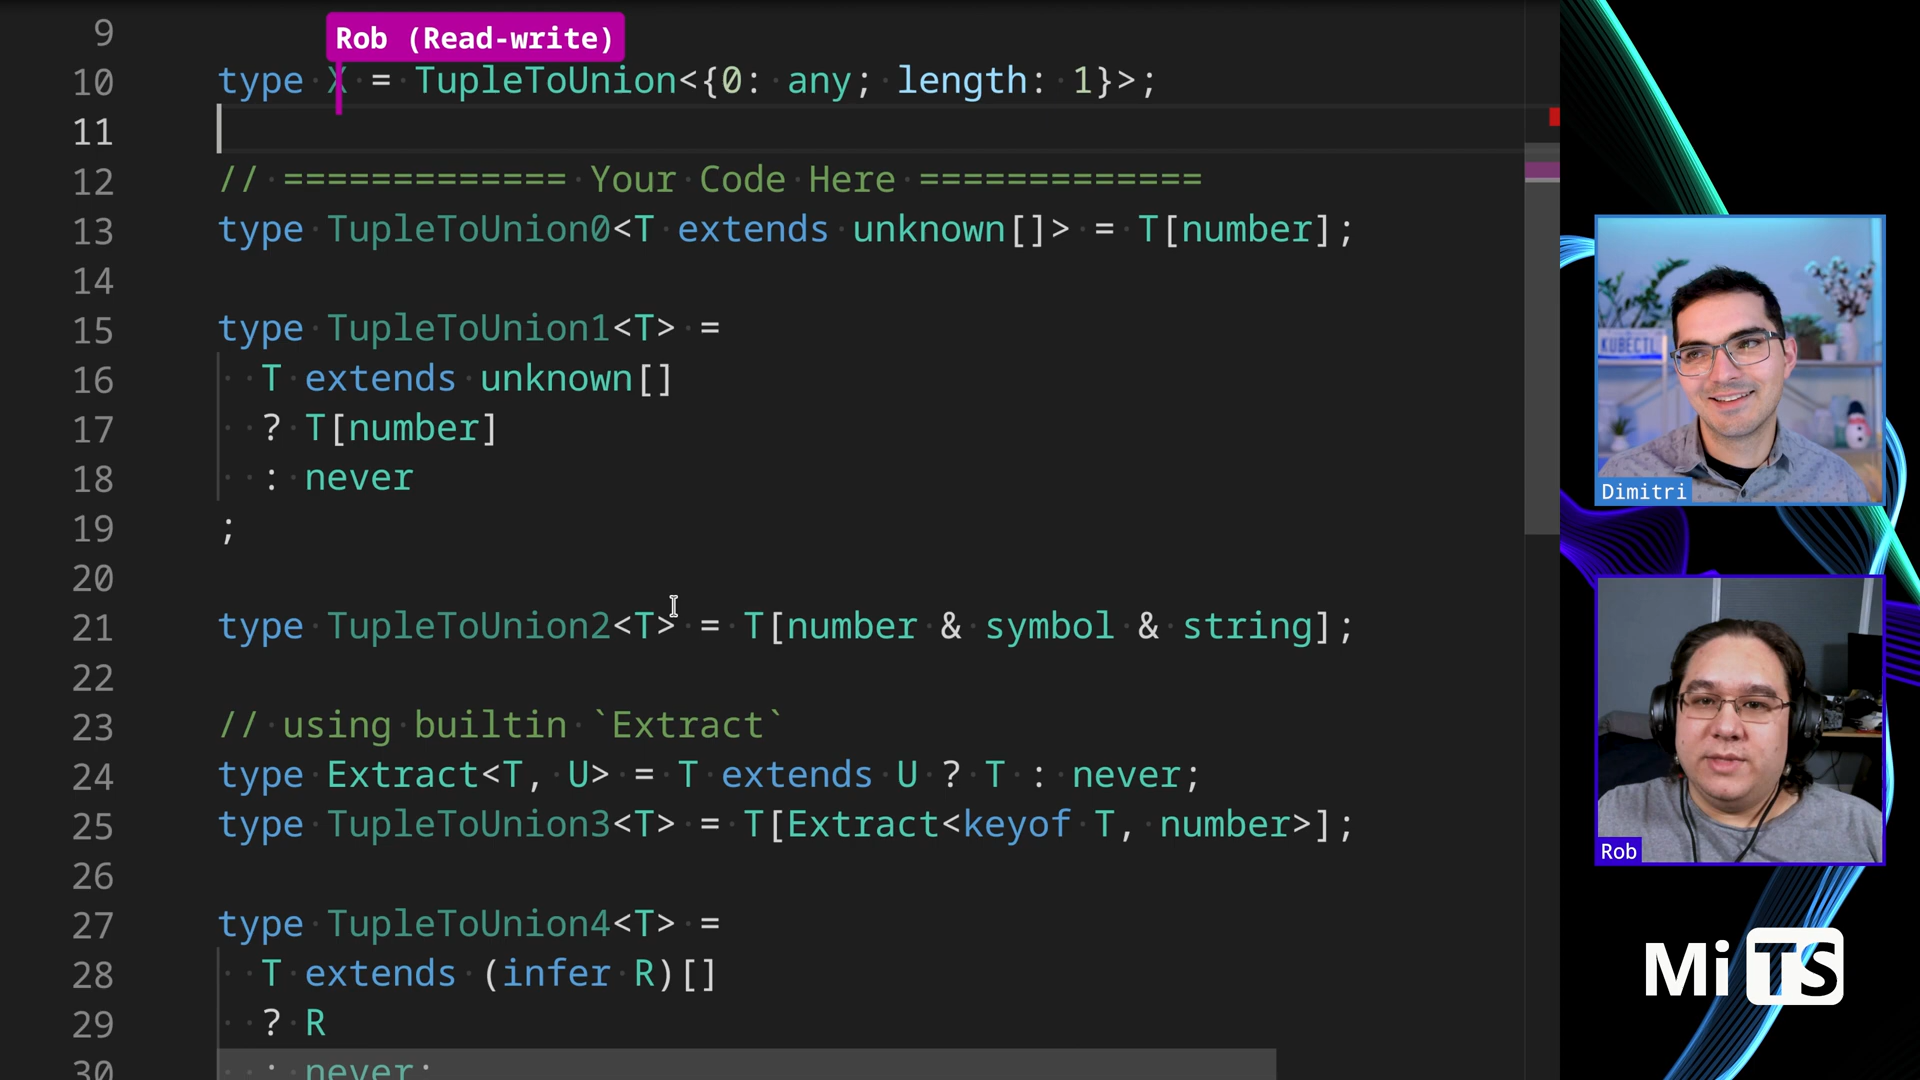 9
Rob (Read-write)
10 type X = TupleToUnion<{0: any; length: 1}>;
11
12 // ============= Your Code Here =============
13 type TupleToUnion0<T extends unknown[]> = T[number];
14
15 type TupleToUnion1<T> =
16 T extends unknown[]
17 ? T[number]
18 : never
19 ;
20
21 type TupleToUnion2<T> = T[number & symbol & string];
22
23 // using builtin `Extract`
24 type Extract<T, U> = T extends U ? T : never;
25 type TupleToUnion3<T> = T[Extract<keyof T, number>];
26
27 type TupleToUnion4<T> =
28 T extends (infer R)[]
29 ? R
30 : never;
KUBECTL
Dimitri
Rob
MiTS